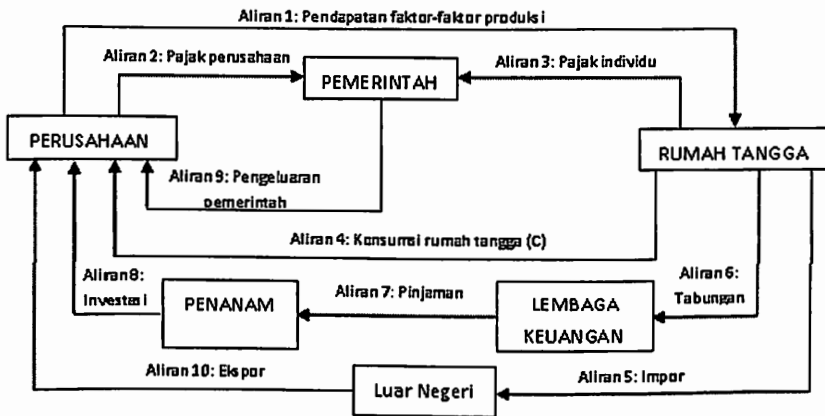 Aliran 1: Pendapatan faktor-faktor produksi
Aliran 2: Pajak perusahaan
Aliran 3: Pajak individu
PEMERINTAH
PERUSAHAAN
RUMAH TANGGA
Aliran 9: Pengeluaran
pemerintah
Aliran 4: Konsumsi rumah tangga (C)
Aliran 8:
Investasi
PENANAM
Aliran 7: Pinjaman
LEMBAGA
KEUANGAN
Aliran 6:
Tabungan
Aliran 10: Ekspor
Luar Negeri
Aliran 5: Impor